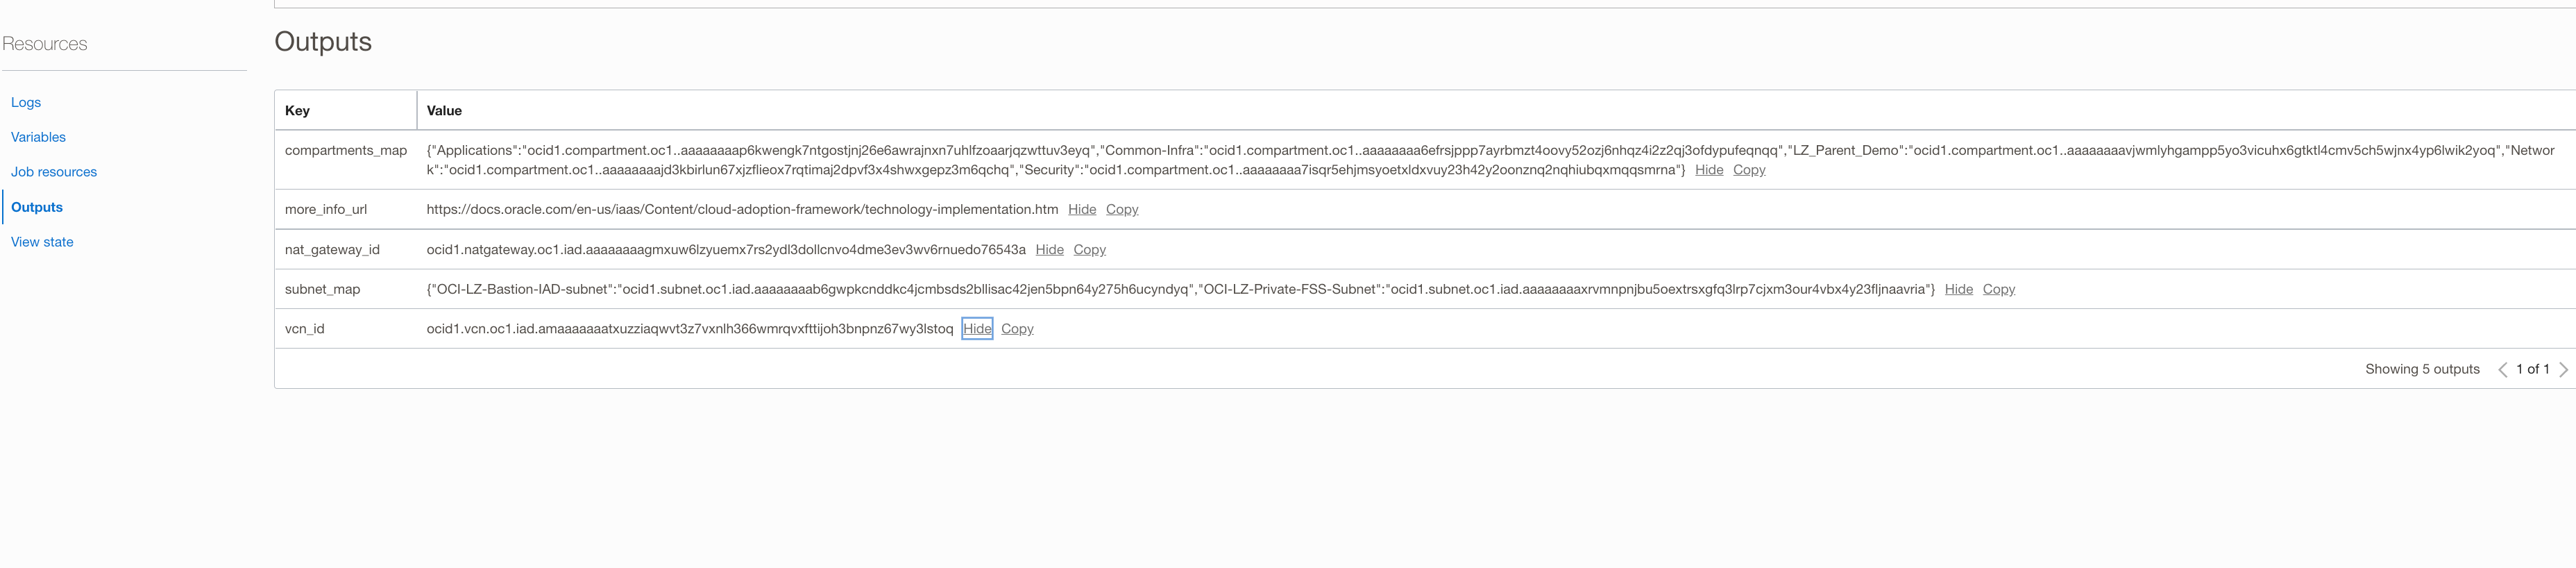 Resources
Logs
Variables
Job resources
Outputs
View state
Outputs
Key Value
compartments_map {"Applications":"ocid1.compartment.oc1..aaaaaaaap6kwengk7ntgostjnj26e6awrajnxn7uhlfzoaarjqzwttuv3eyq","Common-Infra":"ocid1.compartment.oc1..aaaaaaaa6efrsjppp7ayrbmzt4oovy52ozj6nhqz4i2z2qj3ofdypufeqnqq","LZ_Parent_Demo":"ocid1.compartment.oc1..aaaaaaaavjwmlyhgampp5yo3vicuhx6gtktl4cmv5ch5wjnx4yp6lwik2yoq","Networ
k":"ocid1.compartment.oc1..aaaaaaaajd3kbirlun67xjzflieox7rqtimaj2dpvf3x4shwxgepz3m6qchq","Security":"ocid1.compartment.oc1..aaaaaaaa7isqr5ehjmsyoetxldxvuy23h42y2oonznq2nqhiubqxmqqsmrna"} Hide Copy
more_info_url https://docs.oracle.com/en-us/iaas/Content/cloud-adoption-framework/technology-implementation.htm Hide Copy
nat_gateway_id ocid1.natgateway.oc1.iad.aaaaaaaagmxuw6lzyuemx7rs2ydl3dollcnvo4dme3ev3wv6rnuedo76543a Hide Copy
subnet_map {"OCI-LZ-Bastion-IAD-subnet":"ocid1.subnet.oc1.iad.aaaaaaaab6gwpkcnddkc4jcmbsds2bllisac42jen5bpn64y275h6ucyndyq","OCI-LZ-Private-FSS-Subnet":"ocid1.subnet.oc1.iad.aaaaaaaaxrvmnpnjbu5oextrsxgfq3lrp7cjxm3our4vbx4y23fljnaavria"} Hide Copy
vcn_id ocid1.vcn.oc1.iad.amaaaaaaatxuzziaqwvt3z7vxnlh366wmrqvxfttijoh3bnpnz67wy3lstoq Hide Copy
Showing 5 outputs 1 of 1